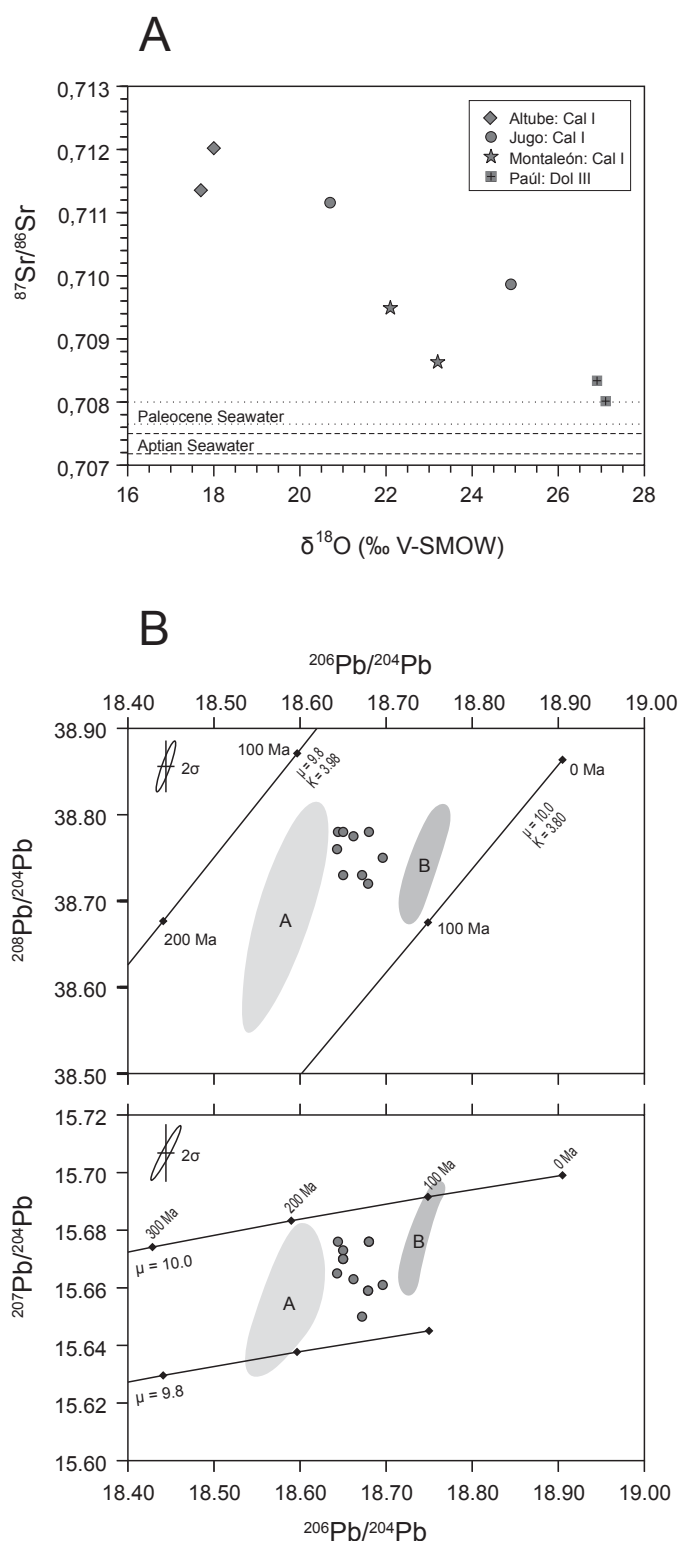 A
0,713
0,712
0,711
0,710
0,709
0,708
0,707
⁸⁷Sr/⁸⁶Sr
Altube: Cal I
Jugo: Cal I
Montaleón: Cal I
Paúl: Dol III
Paleocene Seawater
Aptian Seawater
16 18 20 22 24 26 28
δ¹⁸O (‰ V-SMOW)
B
²⁰⁶Pb/²⁰⁴Pb
18.40 18.50 18.60 18.70 18.80 18.90 19.00
38.90
38.80
38.70
38.60
38.50
²⁰⁸Pb/²⁰⁴Pb
2σ
100 Ma
μ = 9.8
K = 3.98
0 Ma
μ = 10.0
K = 3.80
A
B
200 Ma
100 Ma
15.72
15.70
15.68
15.66
15.64
15.62
15.60
²⁰⁷Pb/²⁰⁴Pb
2σ
300 Ma
200 Ma
100 Ma
0 Ma
μ = 10.0
A
B
μ = 9.8
18.40 18.50 18.60 18.70 18.80 18.90 19.00
²⁰⁶Pb/²⁰⁴Pb